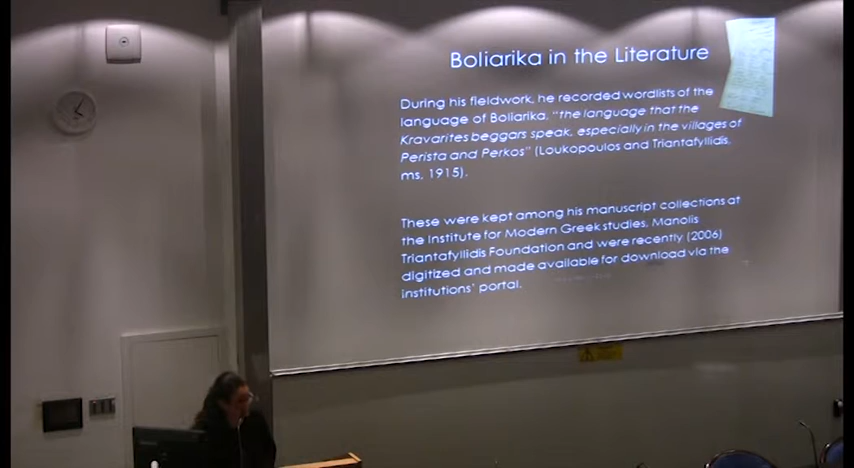 Boliarika in the Literature
During his fieldwork, he recorded wordlists of the
language of Boliarika, "the language that the
Kravarites beggars speak, especially in the villages of
Perista and Perkos" (Loukopoulos and Triantafyllidis,
ms, 1915).
These were kept among his manuscript collections at
the Institute for Modern Greek studies, Manolis
Triantafyllidis Foundation and were recently (2006)
digitized and made available for download via the
institutions' portal.